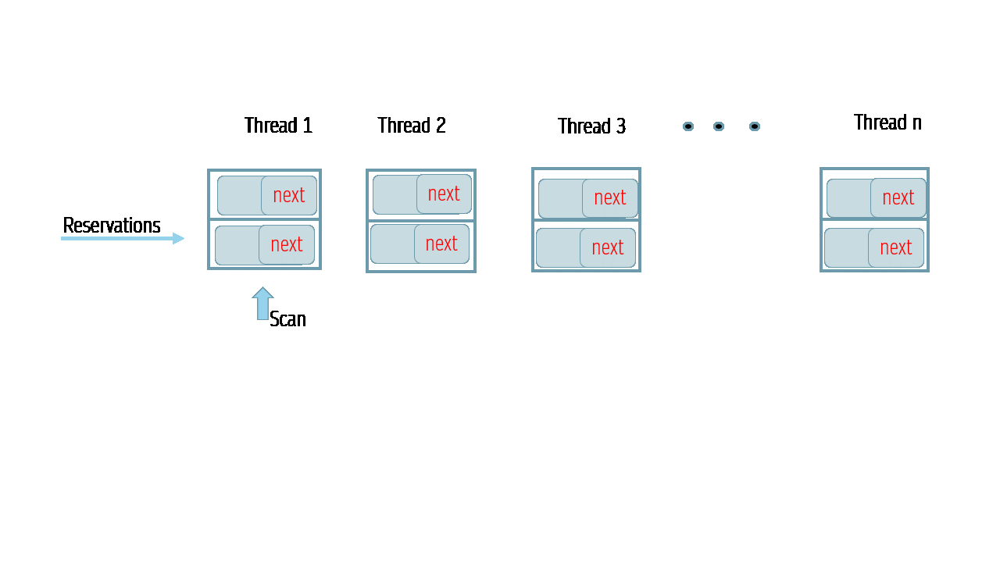 Thread 1
Thread 2
Thread 3
Thread n
next
next
next
next
Reservations
next
next
next
next
Scan